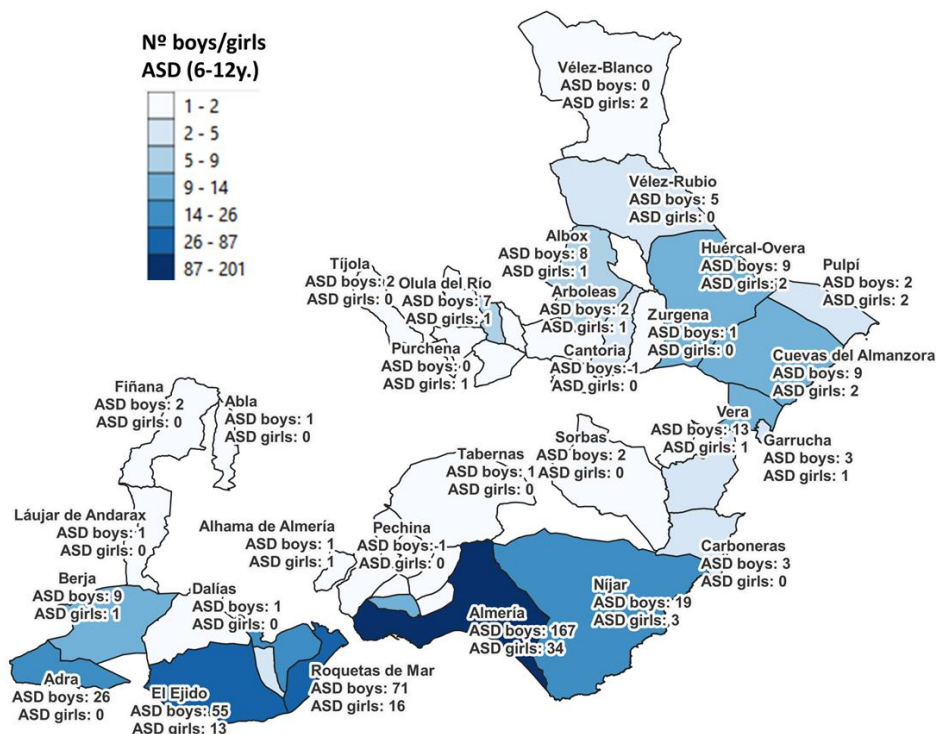 Nº boys/girls
ASD (6-12y.)
1 - 2
2 - 5
5 - 9
9 - 14
14 - 26
26 - 87
87 - 201
Vélez-Blanco
ASD boys: 0
ASD girls: 2
Vélez-Rubio
ASD boys: 5
ASD girls: 0
Albox
ASD boys: 8
ASD girls: 1
Huércal-Overa
ASD boys: 9
ASD girls: 2
Pulpí
ASD boys: 2
ASD girls: 2
Tíjola
ASD boys: 2
ASD girls: 0
Olula del Río
ASD boys: 7
ASD girls: 1
Arboleas
ASD boys: 2
ASD girls: 1
Zurgena
ASD boys: 1
ASD girls: 0
Purchena
ASD boys: 0
ASD girls: 1
Cantoria
ASD boys: 1
ASD girls: 0
Cuevas del Almanzora
ASD boys: 9
ASD girls: 2
Fiñana
ASD boys: 2
ASD girls: 0
Abla
ASD boys: 1
ASD girls: 0
Vera
ASD boys: 13
ASD girls: 1
Garrucha
ASD boys: 3
ASD girls: 1
Sorbas
ASD boys: 2
ASD girls: 0
Tabernas
ASD boys: 1
ASD girls: 0
Láujar de Andarax
ASD boys: 1
ASD girls: 0
Alhama de Almería
ASD boys: 1
ASD girls: 1
Pechina
ASD boys: 1
ASD girls: 0
Carboneras
ASD boys: 3
ASD girls: 0
Berja
ASD boys: 9
ASD girls: 1
Dalías
ASD boys: 1
ASD girls: 0
Níjar
ASD boys: 19
ASD girls: 3
Almería
ASD boys: 167
ASD girls: 34
Adra
ASD boys: 26
ASD girls: 0
El Ejido
ASD boys: 55
ASD girls: 13
Roquetas de Mar
ASD boys: 71
ASD girls: 16